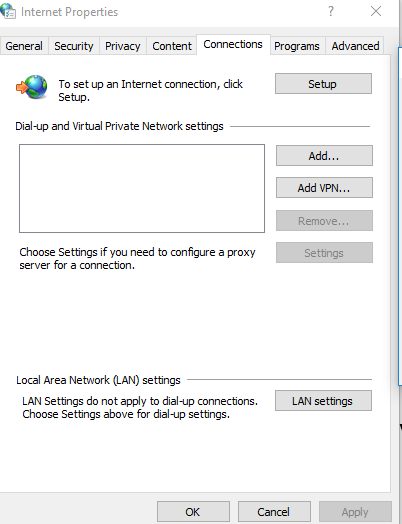 Internet Properties
?
General Security Privacy Content Connections Programs Advanced
To set up an Internet connection, click
Setup.
Setup
Dial-up and Virtual Private Network settings
Add...
Add VPN...
Remove...
Choose Settings if you need to configure a proxy
server for a connection.
Settings
Local Area Network (LAN) settings
LAN Settings do not apply to dial-up connections.
Choose Settings above for dial-up settings.
LAN settings
OK Cancel Apply